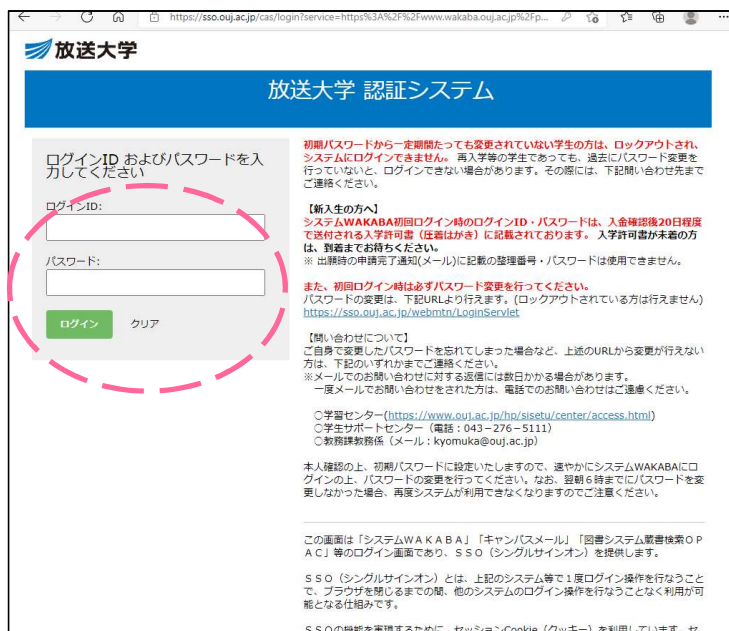 https://sso.ouj.ac.jp/cas/login?service=https%3A%2F%2Fwww.wakaba.ouj.ac.jp%2Fp...
放送大学
放送大学 認証システム
ログインID およびパスワードを入
力してください
ログインID:
パスワード:
ログイン クリア
初期パスワードから一定期間たっても変更されていない学生の方は、ロックアウトされ、
システムにログインできません。 再入学等の学生であっても、過去にパスワード変更を
行っていないと、ログインできない場合があります。その際には、下記問い合わせ先まで
ご連絡ください。
【新入生の方へ】
システムWAKABA初回ログイン時のログインID・パスワードは、入金確認後20日程度
で送付される入学許可書（圧着はがき）に記載されております。 入学許可書が未着の方
は、到着までお待ちください。
※ 出願時の申請完了通知(メール)に記載の整理番号・パスワードは使用できません。
また、初回ログイン時は必ずパスワード変更を行ってください。
パスワードの変更は、下記URLより行えます。(ロックアウトされている方は行えません)
https://sso.ouj.ac.jp/webmtn/LoginServlet
【問い合わせについて】
ご自身で変更したパスワードを忘れてしまった場合など、上述のURLから変更が行えない
方は、下記のいずれかまでご連絡ください。
※メールでのお問い合わせに対する返信には数日かかる場合があります。
一度メールでお問い合わせをされた方は、電話でのお問い合わせはご遠慮ください。
○学習センター(https://www.ouj.ac.jp/hp/sisetu/center/access.html)
○学生サポートセンター（電話：043－276－5111）
○教務課教務係（メール：kyomuka@ouj.ac.jp）
本人確認の上、初期パスワードに設定いたしますので、速やかにシステムWAKABAにロ
グインの上、パスワードの変更を行ってください。なお、翌朝６時までにパスワードを変
更しなかった場合、再度システムが利用できなくなりますのでご注意ください。
この画面は「システムＷＡＫＡＢＡ」「キャンパスメール」「図書システム蔵書検索ＯＰ
ＡＣ」等のログイン画面であり、ＳＳＯ（シングルサインオン）を提供します。
ＳＳＯ（シングルサインオン）とは、上記のシステム等で１度ログイン操作を行なうこと
で、ブラウザを閉じるまでの間、他のシステムのログイン操作を行なうことなく利用が可
能となる仕組みです。
ＳＳＯの機能を実現するために、セッションCookie（クッキー）を利用しています。セ